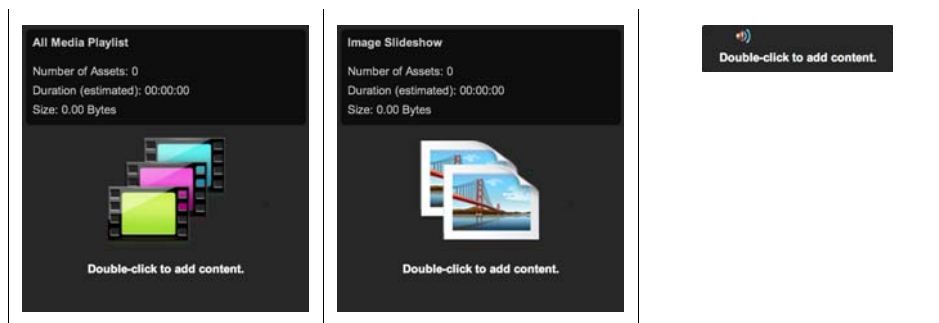 All Media Playlist
Number of Assets: 0
Duration (estimated): 00:00:00
Size: 0.00 Bytes
Double-click to add content.
Image Slideshow
Number of Assets: 0
Duration (estimated): 00:00:00
Size: 0.00 Bytes
Double-click to add content.
Double-click to add content.